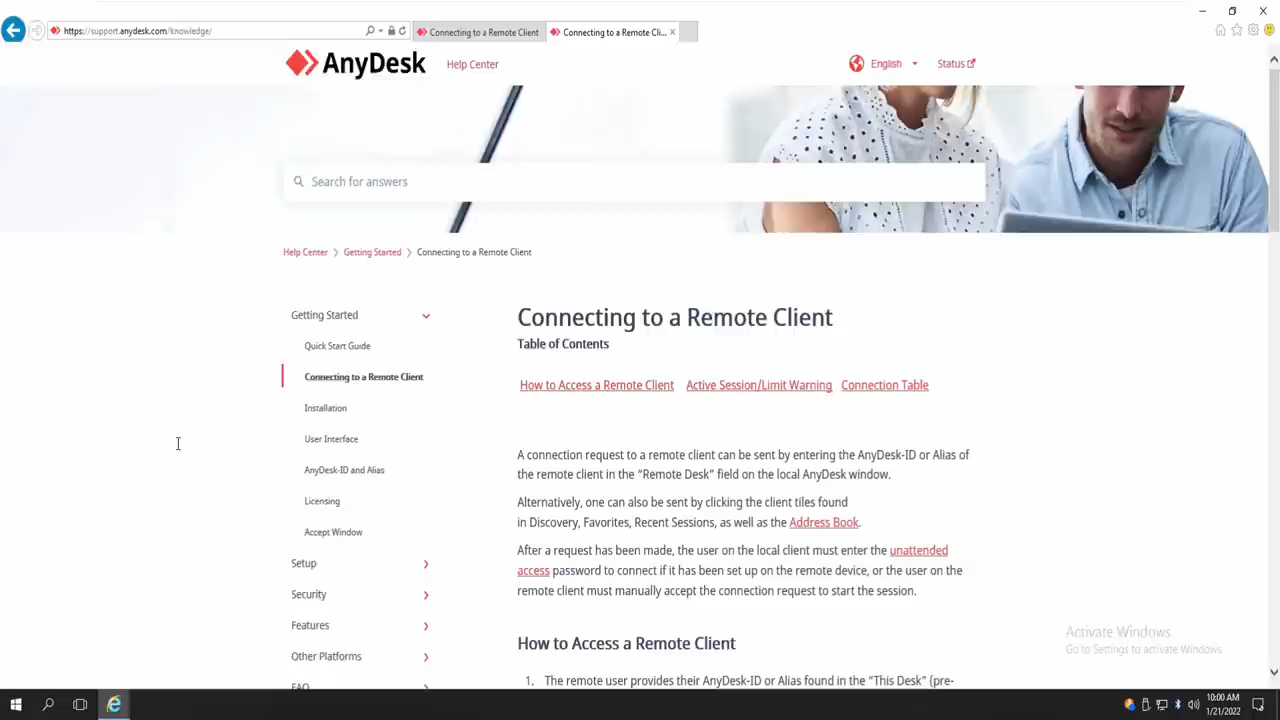 https://support.anydesk.com/knowledge/
Connecting to a Remote Client
Connecting to a Remote Cli...
AnyDesk
Help Center
English
Status
Search for answers
Help Center
Getting Started
Connecting to a Remote Client
Getting Started
Quick Start Guide
Connecting to a Remote Client
Installation
User Interface
AnyDesk-ID and Alias
Licensing
Accept Window
Setup
Security
Features
Other Platforms
FAQ
Connecting to a Remote Client
Table of Contents
How to Access a Remote Client Active Session/Limit Warning Connection Table
A connection request to a remote client can be sent by entering the AnyDesk-ID or Alias of
the remote client in the “Remote Desk” field on the local AnyDesk window.
Alternatively, one can also be sent by clicking the client tiles found
in Discovery, Favorites, Recent Sessions, as well as the Address Book.
After a request has been made, the user on the local client must enter the unattended
access password to connect if it has been set up on the remote device, or the user on the
remote client must manually accept the connection request to start the session.
How to Access a Remote Client
1. The remote user provides their AnyDesk-ID or Alias found in the “This Desk” (pre-
Activate Windows
Go to Settings to activate Windows
10:00 AM
1/21/2022